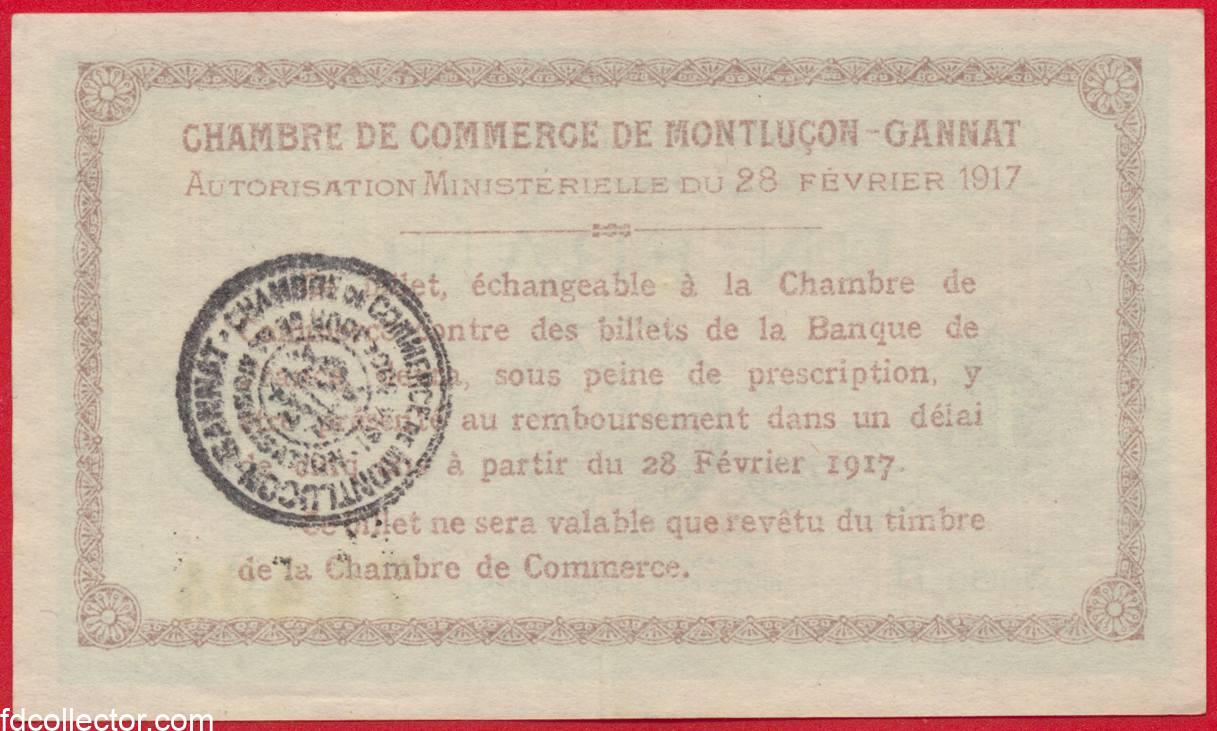 CHAMBRE DE COMMERCE DE MONTLUÇON-GANNAT
AUTORISATION MINISTÉRIELLE DU 28 FÉVRIER 1917
billet, échangeable à la Chambre de
contre des billets de la Banque de
sous peine de prescription, y
présenté au remboursement dans un délai
à partir du 28 Février 1917.
Ce billet ne sera valable que revêtu du timbre
de la Chambre de Commerce.
CHAMBRE DE COMMERCE DE MONTLUÇON-GANNAT
fdcollector.com